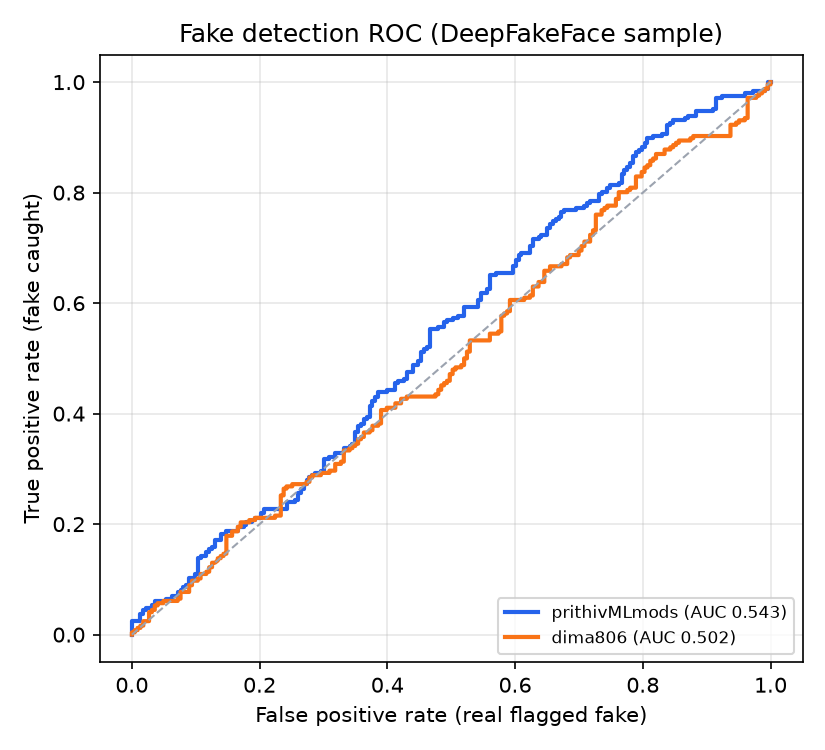 Fake detection ROC (DeepFakeFace sample)
True positive rate (fake caught)
1.0
0.8
0.6
0.4
0.2
0.0
prithivMLmods (AUC 0.543)
dima806 (AUC 0.502)
0.0 0.2 0.4 0.6 0.8 1.0
False positive rate (real flagged fake)